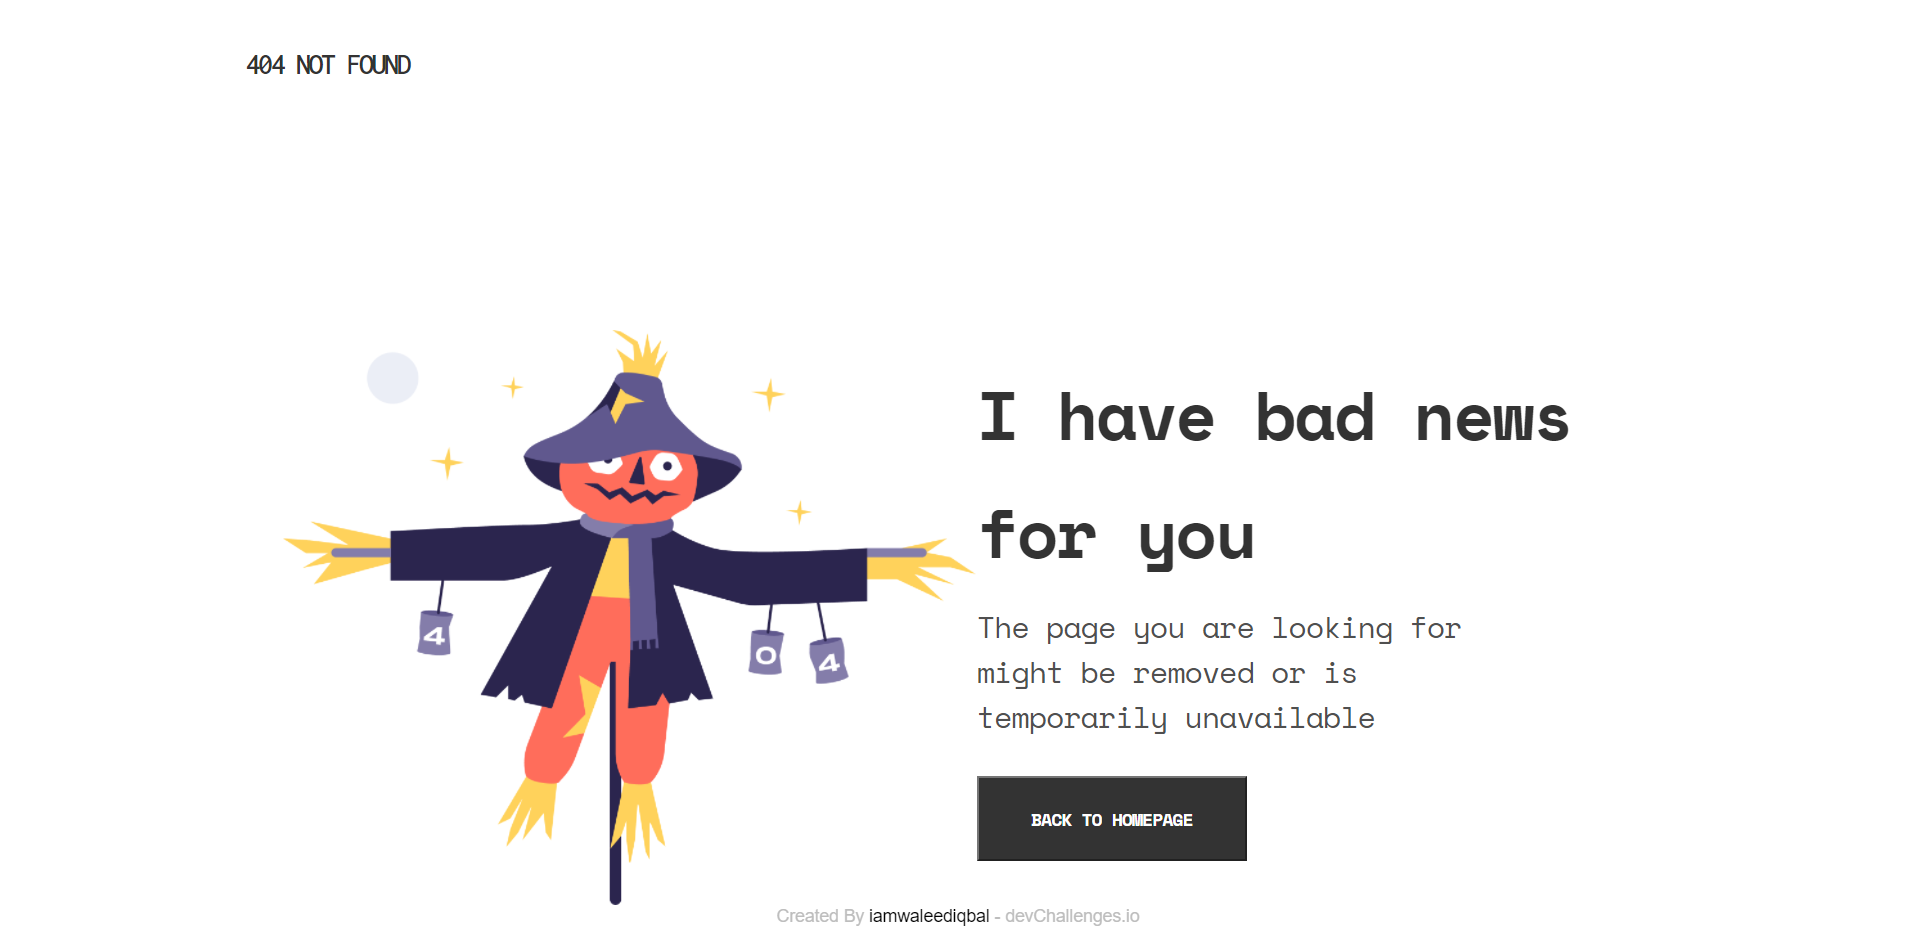 404 NOT FOUND
I have bad news
for you
4
0
4
The page you are looking for
might be removed or is
temporarily unavailable
BACK TO HOMEPAGE
Created By iamwaleediqbal - devChallenges.io